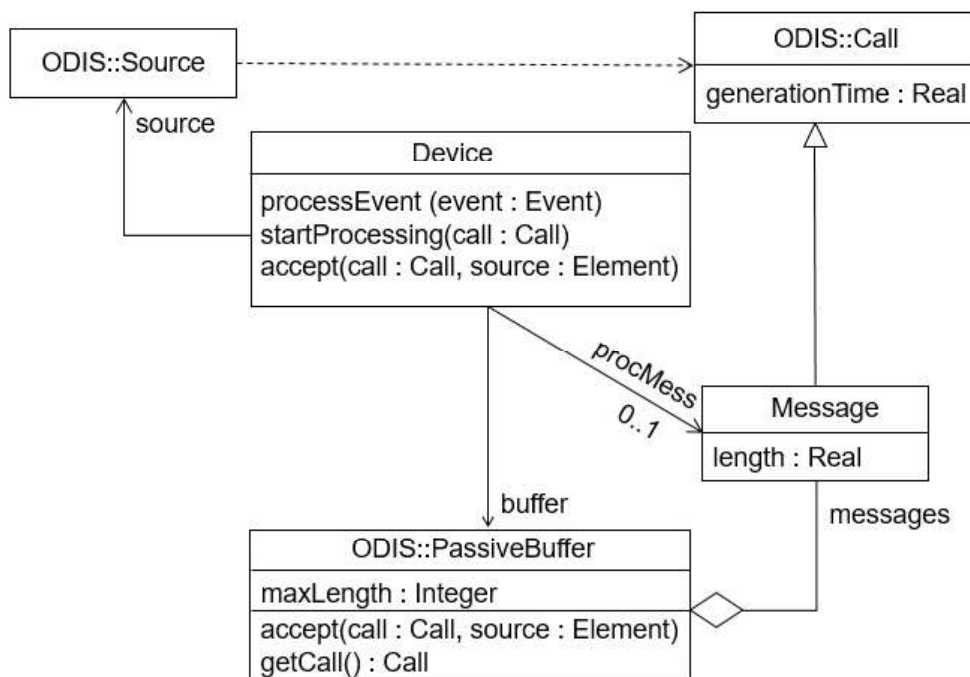 ODIS::Source
ODIS::Call
generationTime : Real
source
Device
processEvent (event : Event)
startProcessing(call : Call)
accept(call : Call, source : Element)
procMess
0..1
Message
length : Real
buffer
messages
ODIS::PassiveBuffer
maxLength : Integer
accept(call : Call, source : Element)
getCall() : Call